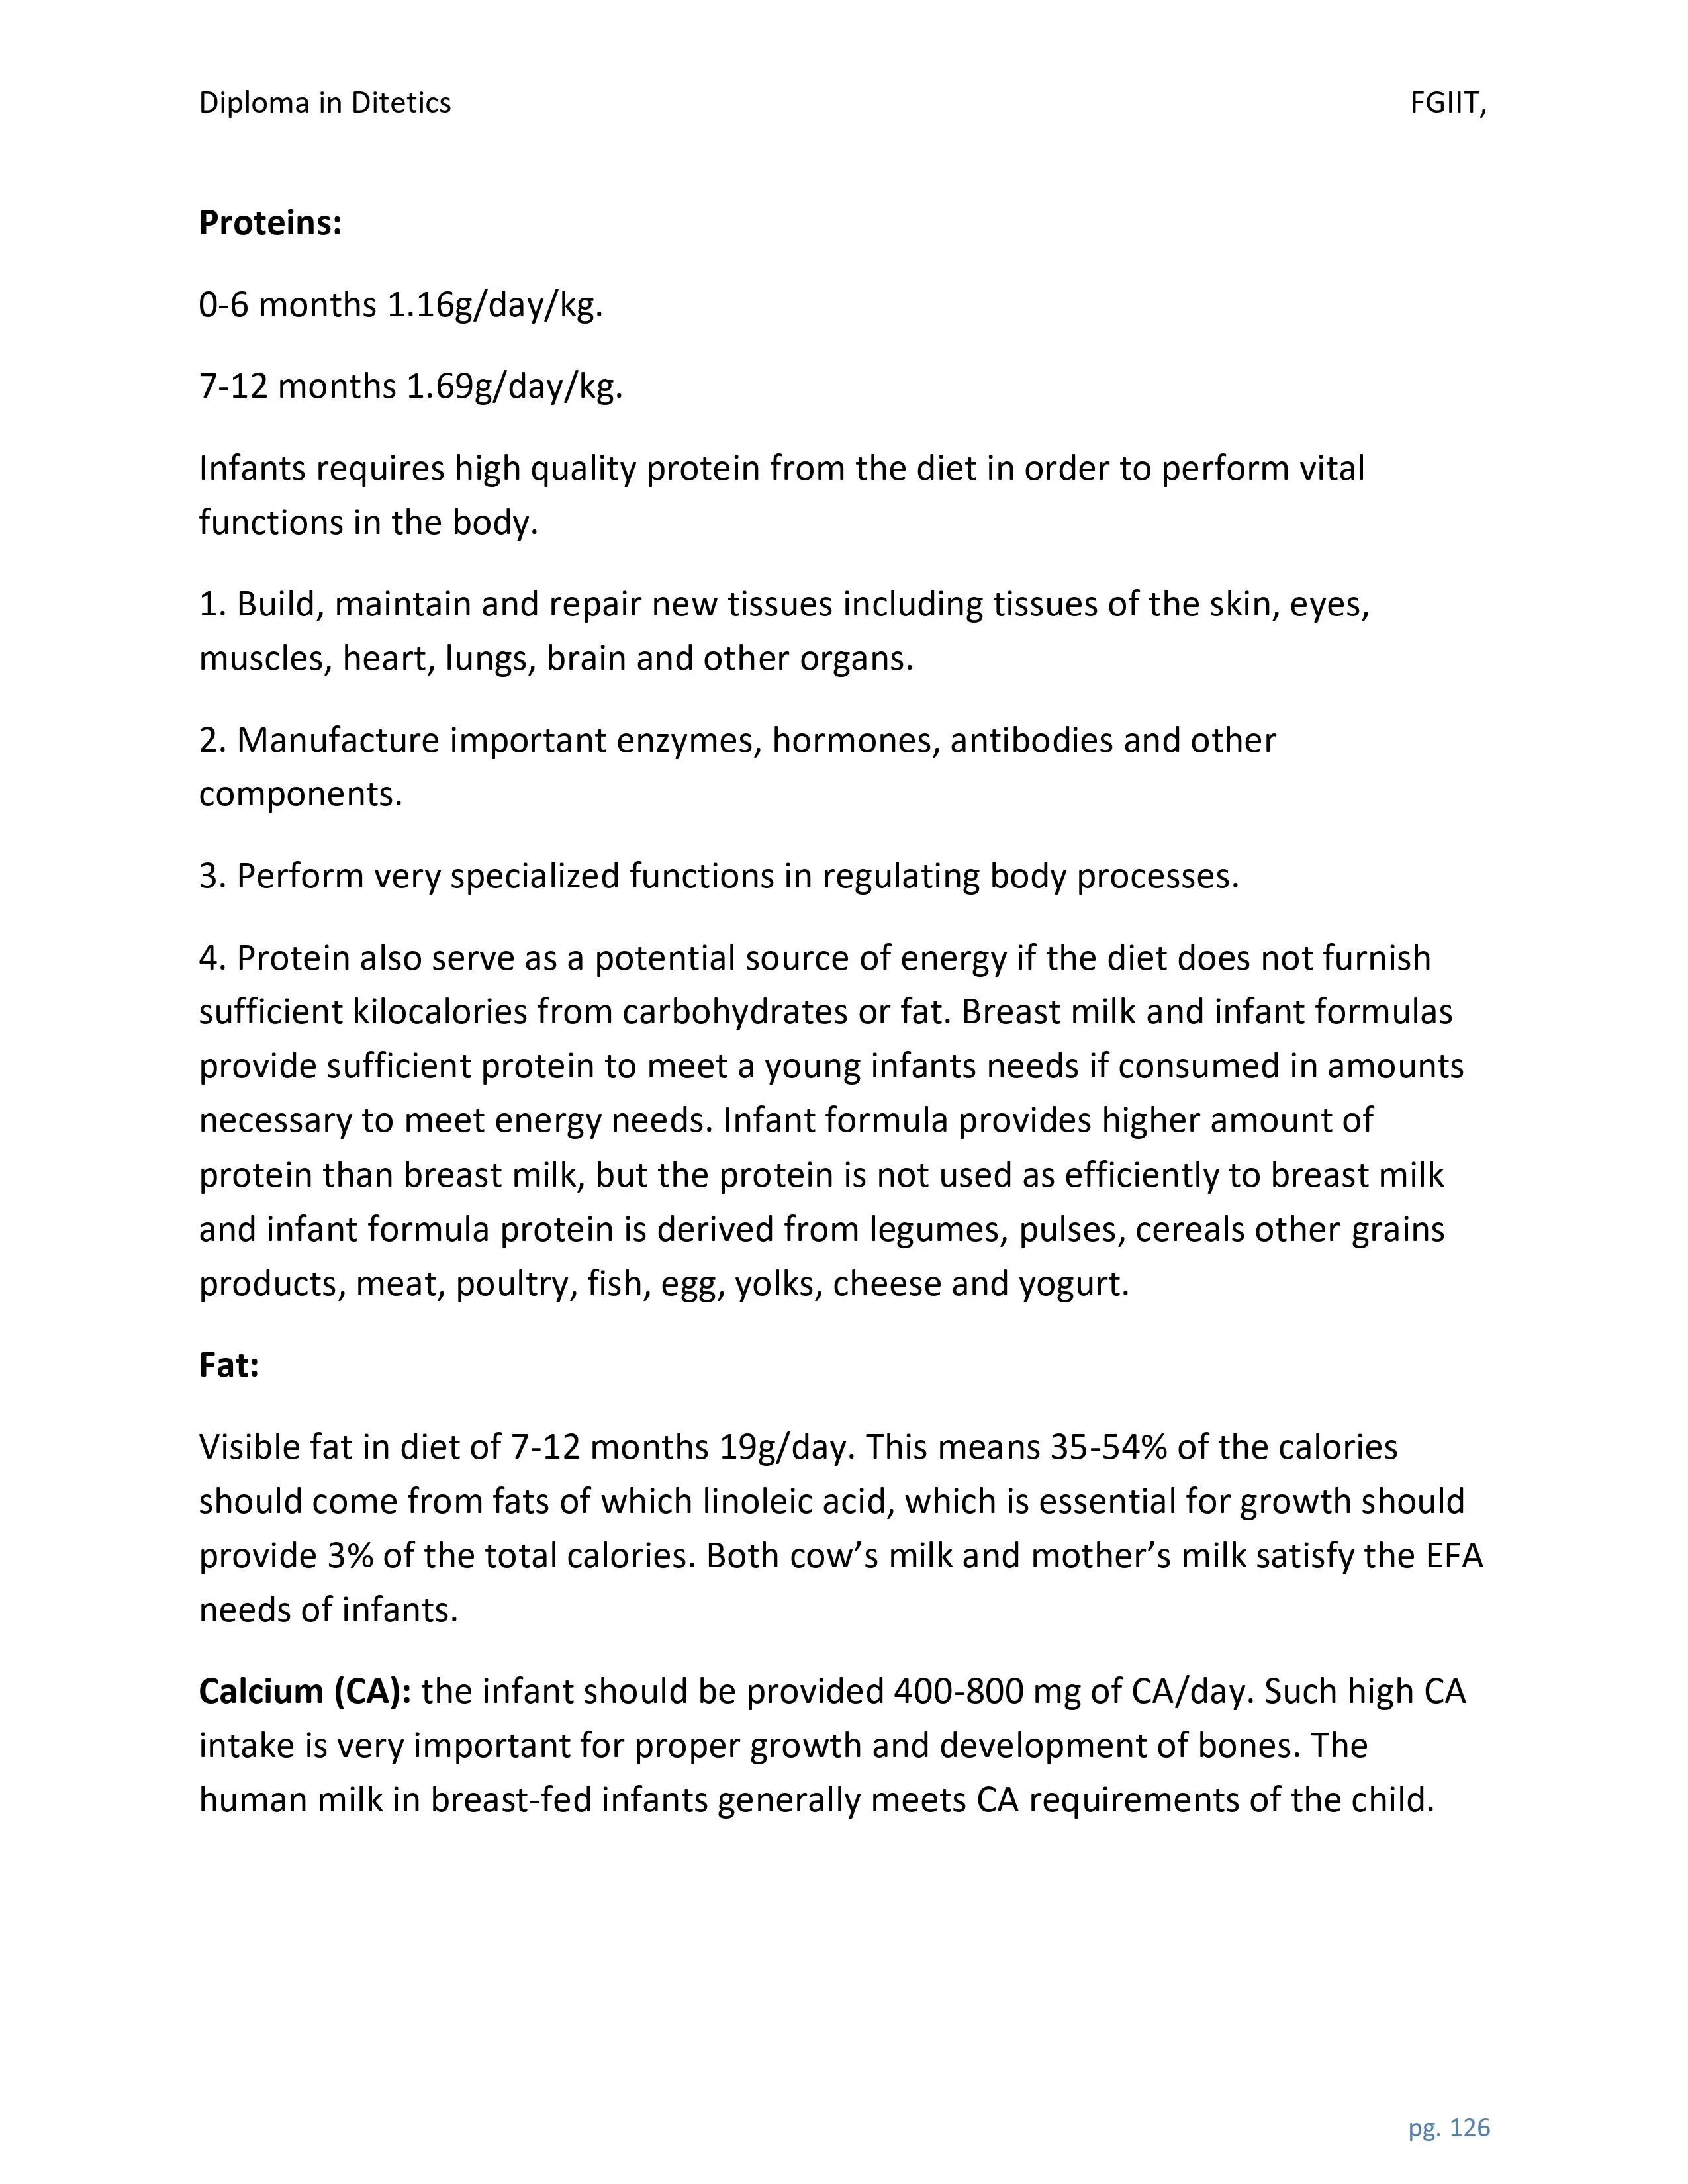 Diploma in Ditetics FGIIT,
Proteins:
0-6 months 1.16g/day/kg.
7-12 months 1.69g/day/kg.
Infants requires high quality protein from the diet in order to perform vital
functions in the body.
1. Build, maintain and repair new tissues including tissues of the skin, eyes,
muscles, heart, lungs, brain and other organs.
2. Manufacture important enzymes, hormones, antibodies and other
components.
3. Perform very specialized functions in regulating body processes.
4. Protein also serve as a potential source of energy if the diet does not furnish
sufficient kilocalories from carbohydrates or fat. Breast milk and infant formulas
provide sufficient protein to meet a young infants needs if consumed in amounts
necessary to meet energy needs. Infant formula provides higher amount of
protein than breast milk, but the protein is not used as efficiently to breast milk
and infant formula protein is derived from legumes, pulses, cereals other grains
products, meat, poultry, fish, egg, yolks, cheese and yogurt.
Fat:
Visible fat in diet of 7-12 months 19g/day. This means 35-54% of the calories
should come from fats of which linoleic acid, which is essential for growth should
provide 3% of the total calories. Both cow’s milk and mother’s milk satisfy the EFA
needs of infants.
Calcium (CA): the infant should be provided 400-800 mg of CA/day. Such high CA
intake is very important for proper growth and development of bones. The
human milk in breast-fed infants generally meets CA requirements of the child.
pg. 126